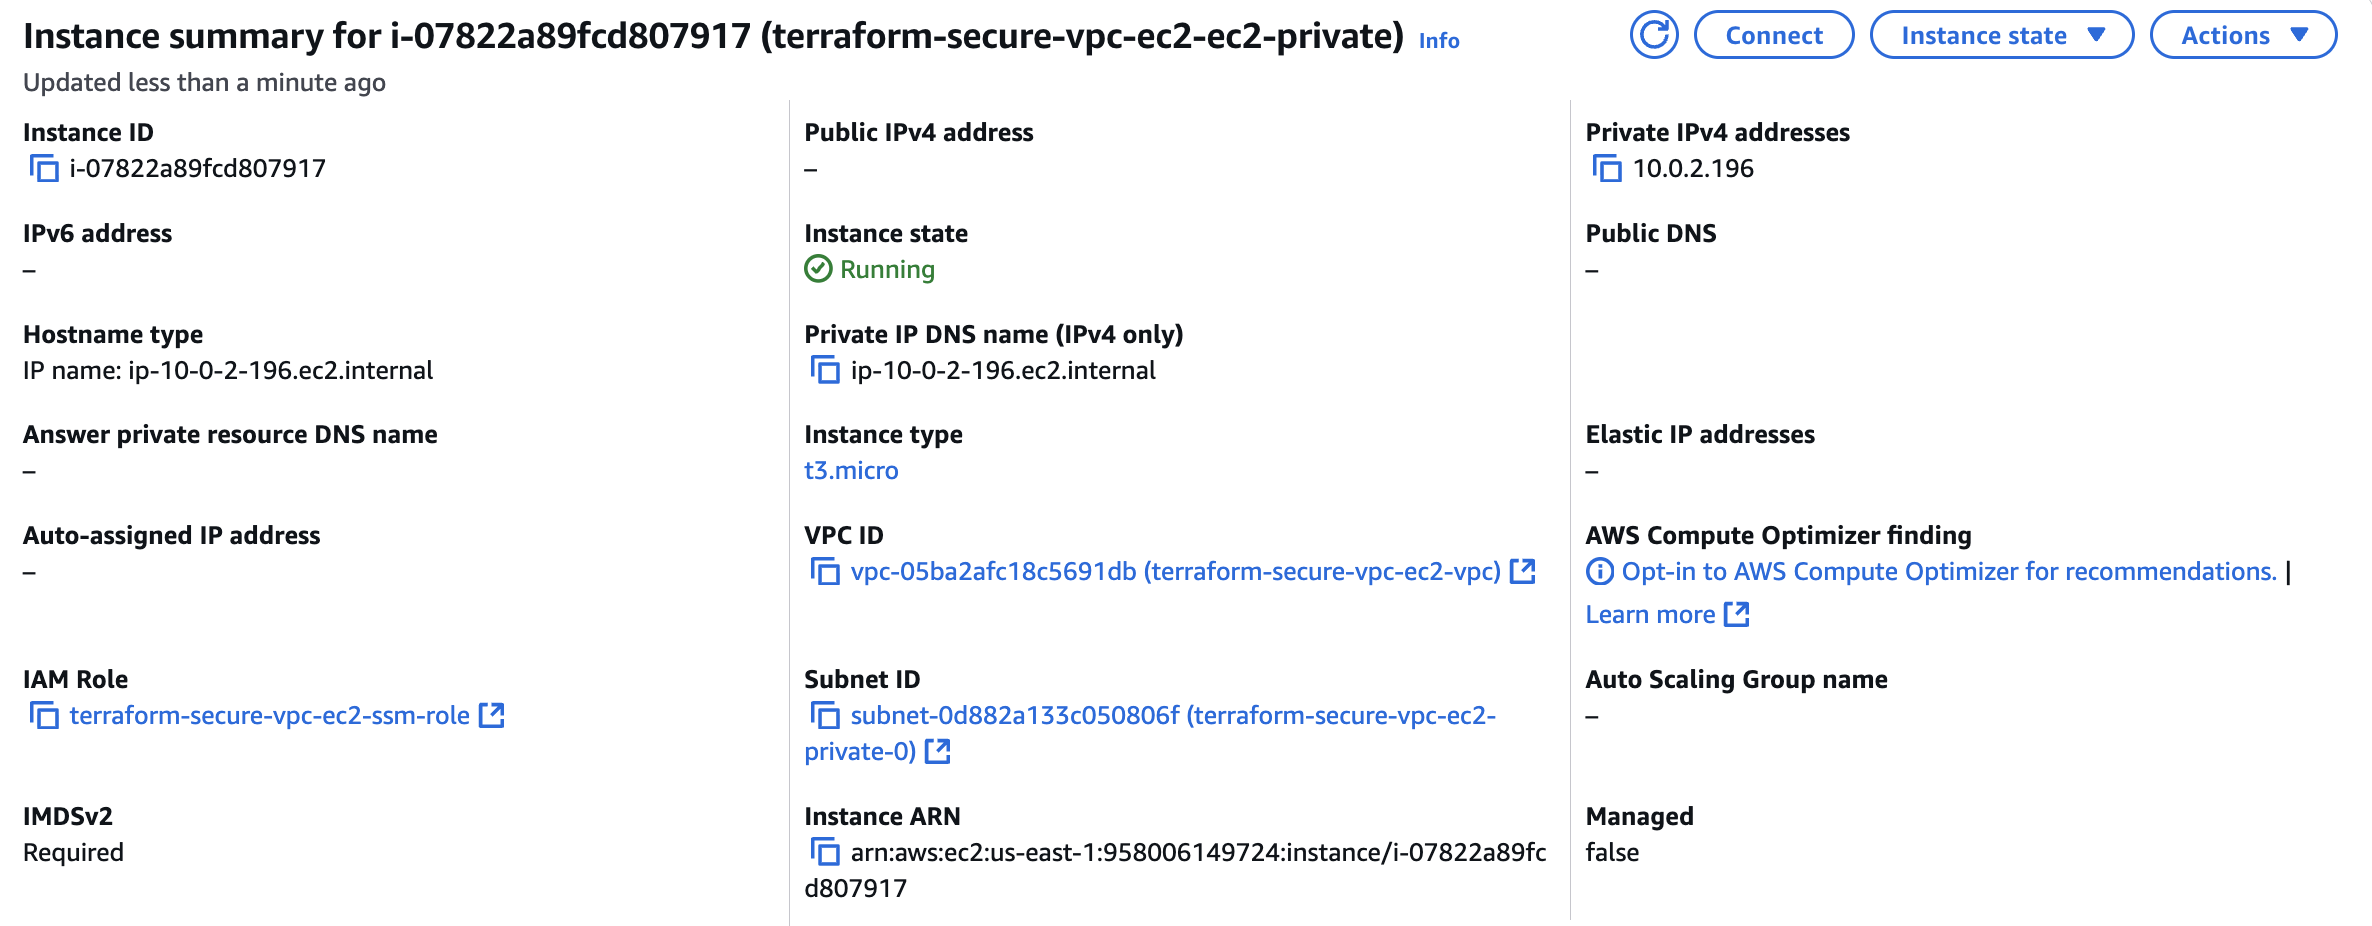 Instance summary for i-07822a89fcd807917 (terraform-secure-vpc-ec2-ec2-private) Info
Connect
Instance state
Actions
Updated less than a minute ago
Instance ID
i-07822a89fcd807917
Public IPv4 address
–
Private IPv4 addresses
10.0.2.196
IPv6 address
–
Instance state
Running
Public DNS
–
Hostname type
IP name: ip-10-0-2-196.ec2.internal
Private IP DNS name (IPv4 only)
ip-10-0-2-196.ec2.internal
Answer private resource DNS name
–
Instance type
t3.micro
Elastic IP addresses
–
Auto-assigned IP address
–
VPC ID
vpc-05ba2afc18c5691db (terraform-secure-vpc-ec2-vpc)
AWS Compute Optimizer finding
Opt-in to AWS Compute Optimizer for recommendations. |
Learn more
IAM Role
terraform-secure-vpc-ec2-ssm-role
Subnet ID
subnet-0d882a133c050806f (terraform-secure-vpc-ec2-
private-0)
Auto Scaling Group name
–
IMDSv2
Required
Instance ARN
arn:aws:ec2:us-east-1:958006149724:instance/i-07822a89fc
d807917
Managed
false